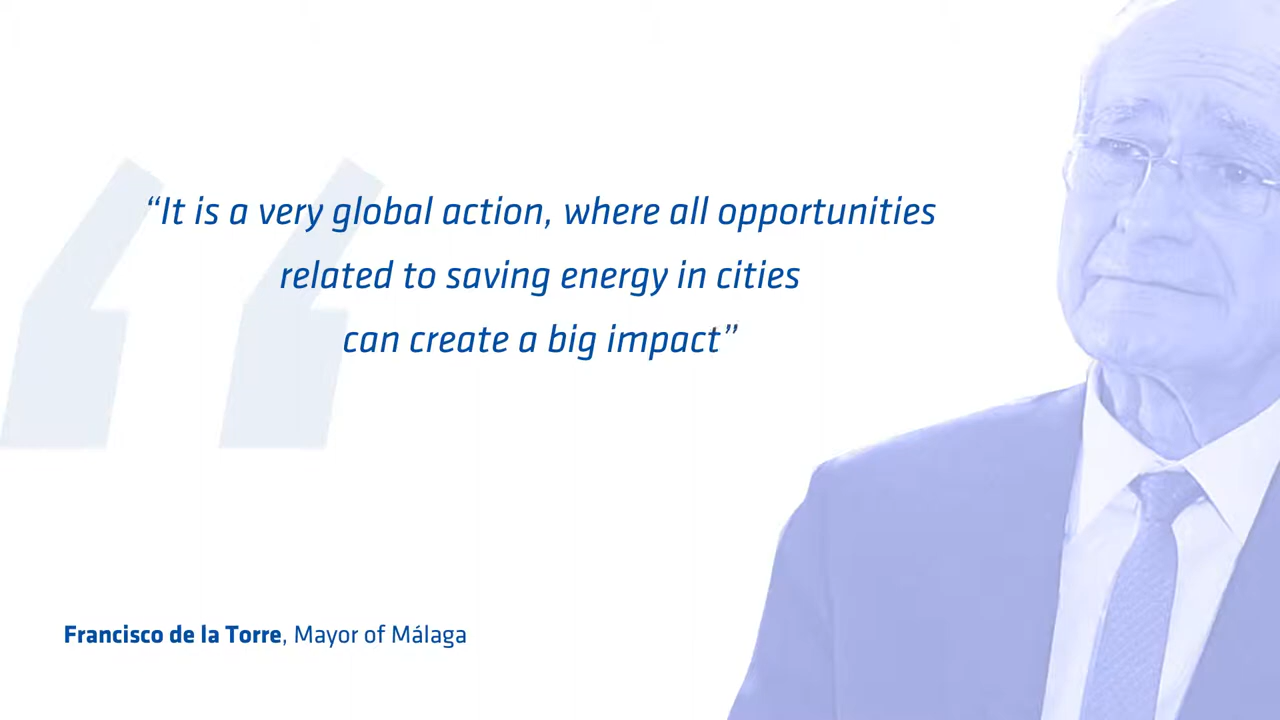 “It is a very global action, where all opportunities
related to saving energy in cities
can create a big impact”
Francisco de la Torre, Mayor of Málaga